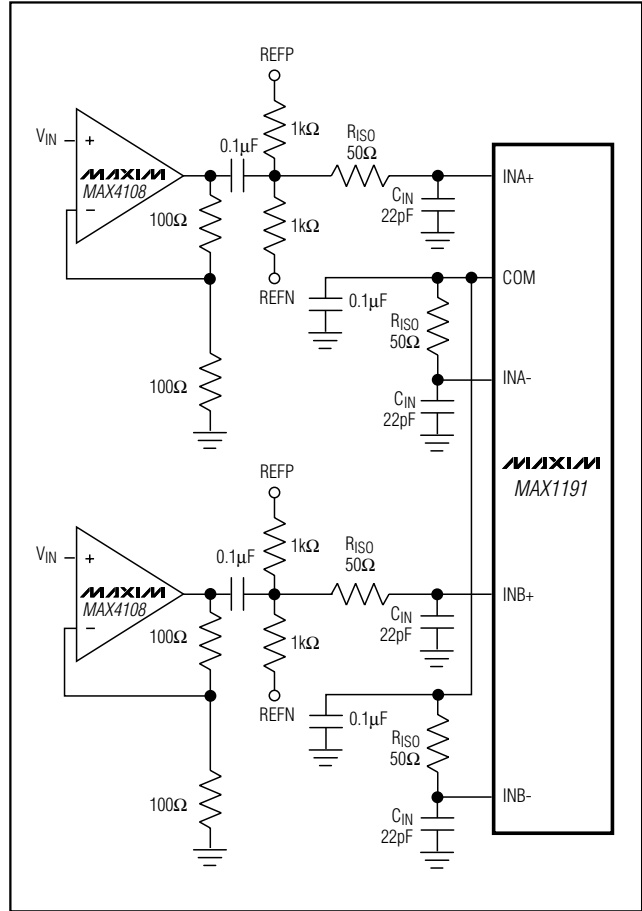 REFP
VIN
+
MAXIM
MAX4108
−
0.1µF
1kΩ
RISO
50Ω
INA+
CIN
22pF
100Ω
1kΩ
REFN
0.1µF
COM
RISO
50Ω
INA-
CIN
22pF
100Ω
MAXIM
MAX1191
REFP
VIN
+
MAXIM
MAX4108
−
0.1µF
1kΩ
RISO
50Ω
INB+
CIN
22pF
100Ω
1kΩ
REFN
0.1µF
RISO
50Ω
INB-
CIN
22pF
100Ω